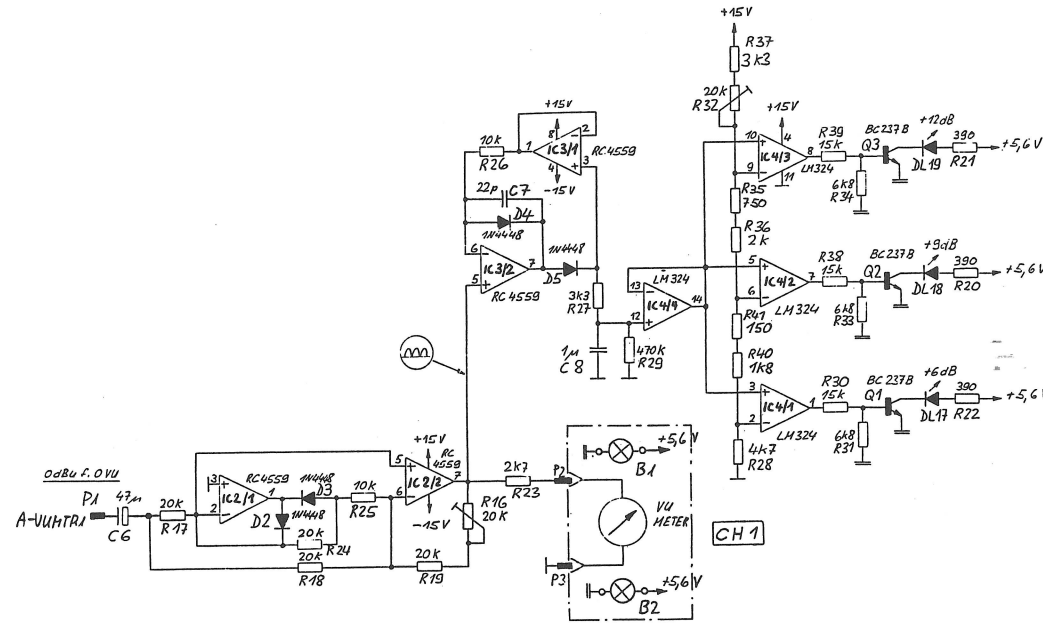 +15V
R37
3k3
20k
R32
+15V
10
+
9
-
4
11
IC4/3
8
LM324
R39
15k
Q3
BC237B
+12dB
DL19
390
R21
+5,6V
6k8
R34
R35
750
R36
2k
+15V
10k
R26
1
8
4
IC3/1
2
-
3
+
RC4559
-15V
22p
C7
D4
1N4448
6
-
5
+
IC3/2
7
RC4559
1N4448
D5
3k3
R27
LM324
13
-
12
+
IC4/4
14
1µ
C8
470K
R29
5
+
6
-
IC4/2
7
LM324
R38
15k
Q2
BC237B
+9dB
DL18
390
R20
+5,6V
6k8
R33
R41
150
R40
1k8
3
+
2
-
IC4/1
1
LM324
R30
15k
Q1
BC237B
+6dB
DL17
390
R22
+5,6V
6k8
R31
4k7
R28
0dBu f. 0VU
P1
A-VUMTR1
47µ
C6
20K
R17
3
+
2
-
IC2/1
1
RC4559
1N4448
D3
D2
1N4448
20K
R24
10k
R25
20K
R18
+15V
RC
4559
5
+
6
-
IC2/2
7
-15V
20K
R19
R16
20K
2k7
R23
P2
P3
+5,6V
B1
VU
METER
+5,6V
B2
CH1